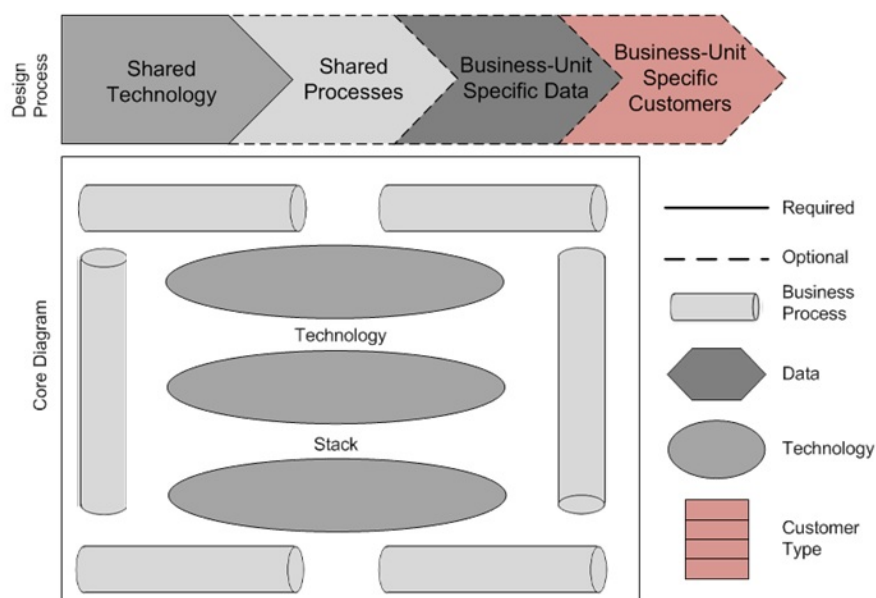 Design
Process
Shared
Technology
Shared
Processes
Business-Unit
Specific Data
Business-Unit
Specific
Customers
Core Diagram
Technology
Stack
Required
Optional
Business
Process
Data
Technology
Customer
Type